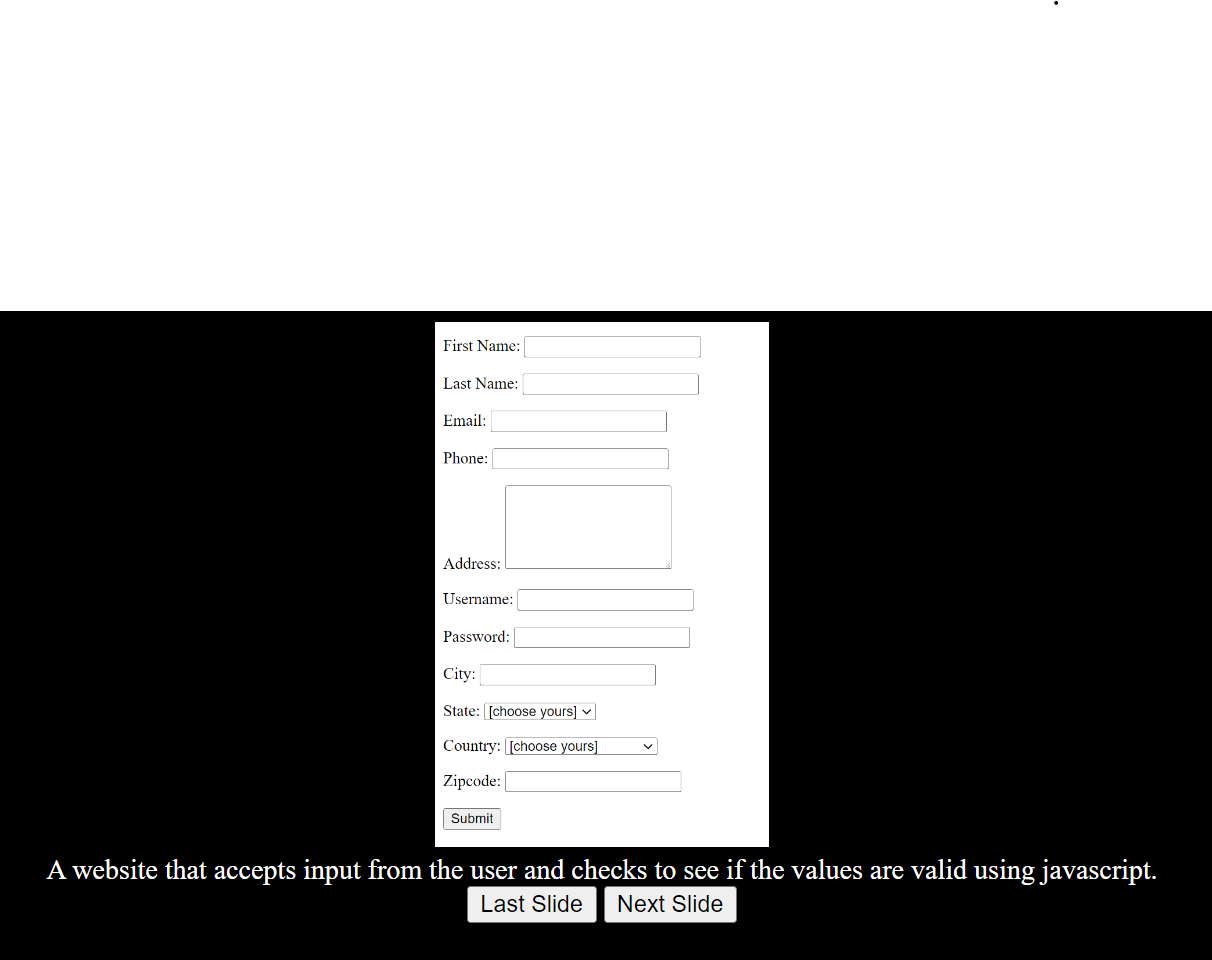 First Name:
Last Name:
Email:
Phone:
Address:
Username:
Password:
City:
State: [choose yours]
Country: [choose yours]
Zipcode:
Submit
A website that accepts input from the user and checks to see if the values are valid using javascript.
Last Slide Next Slide